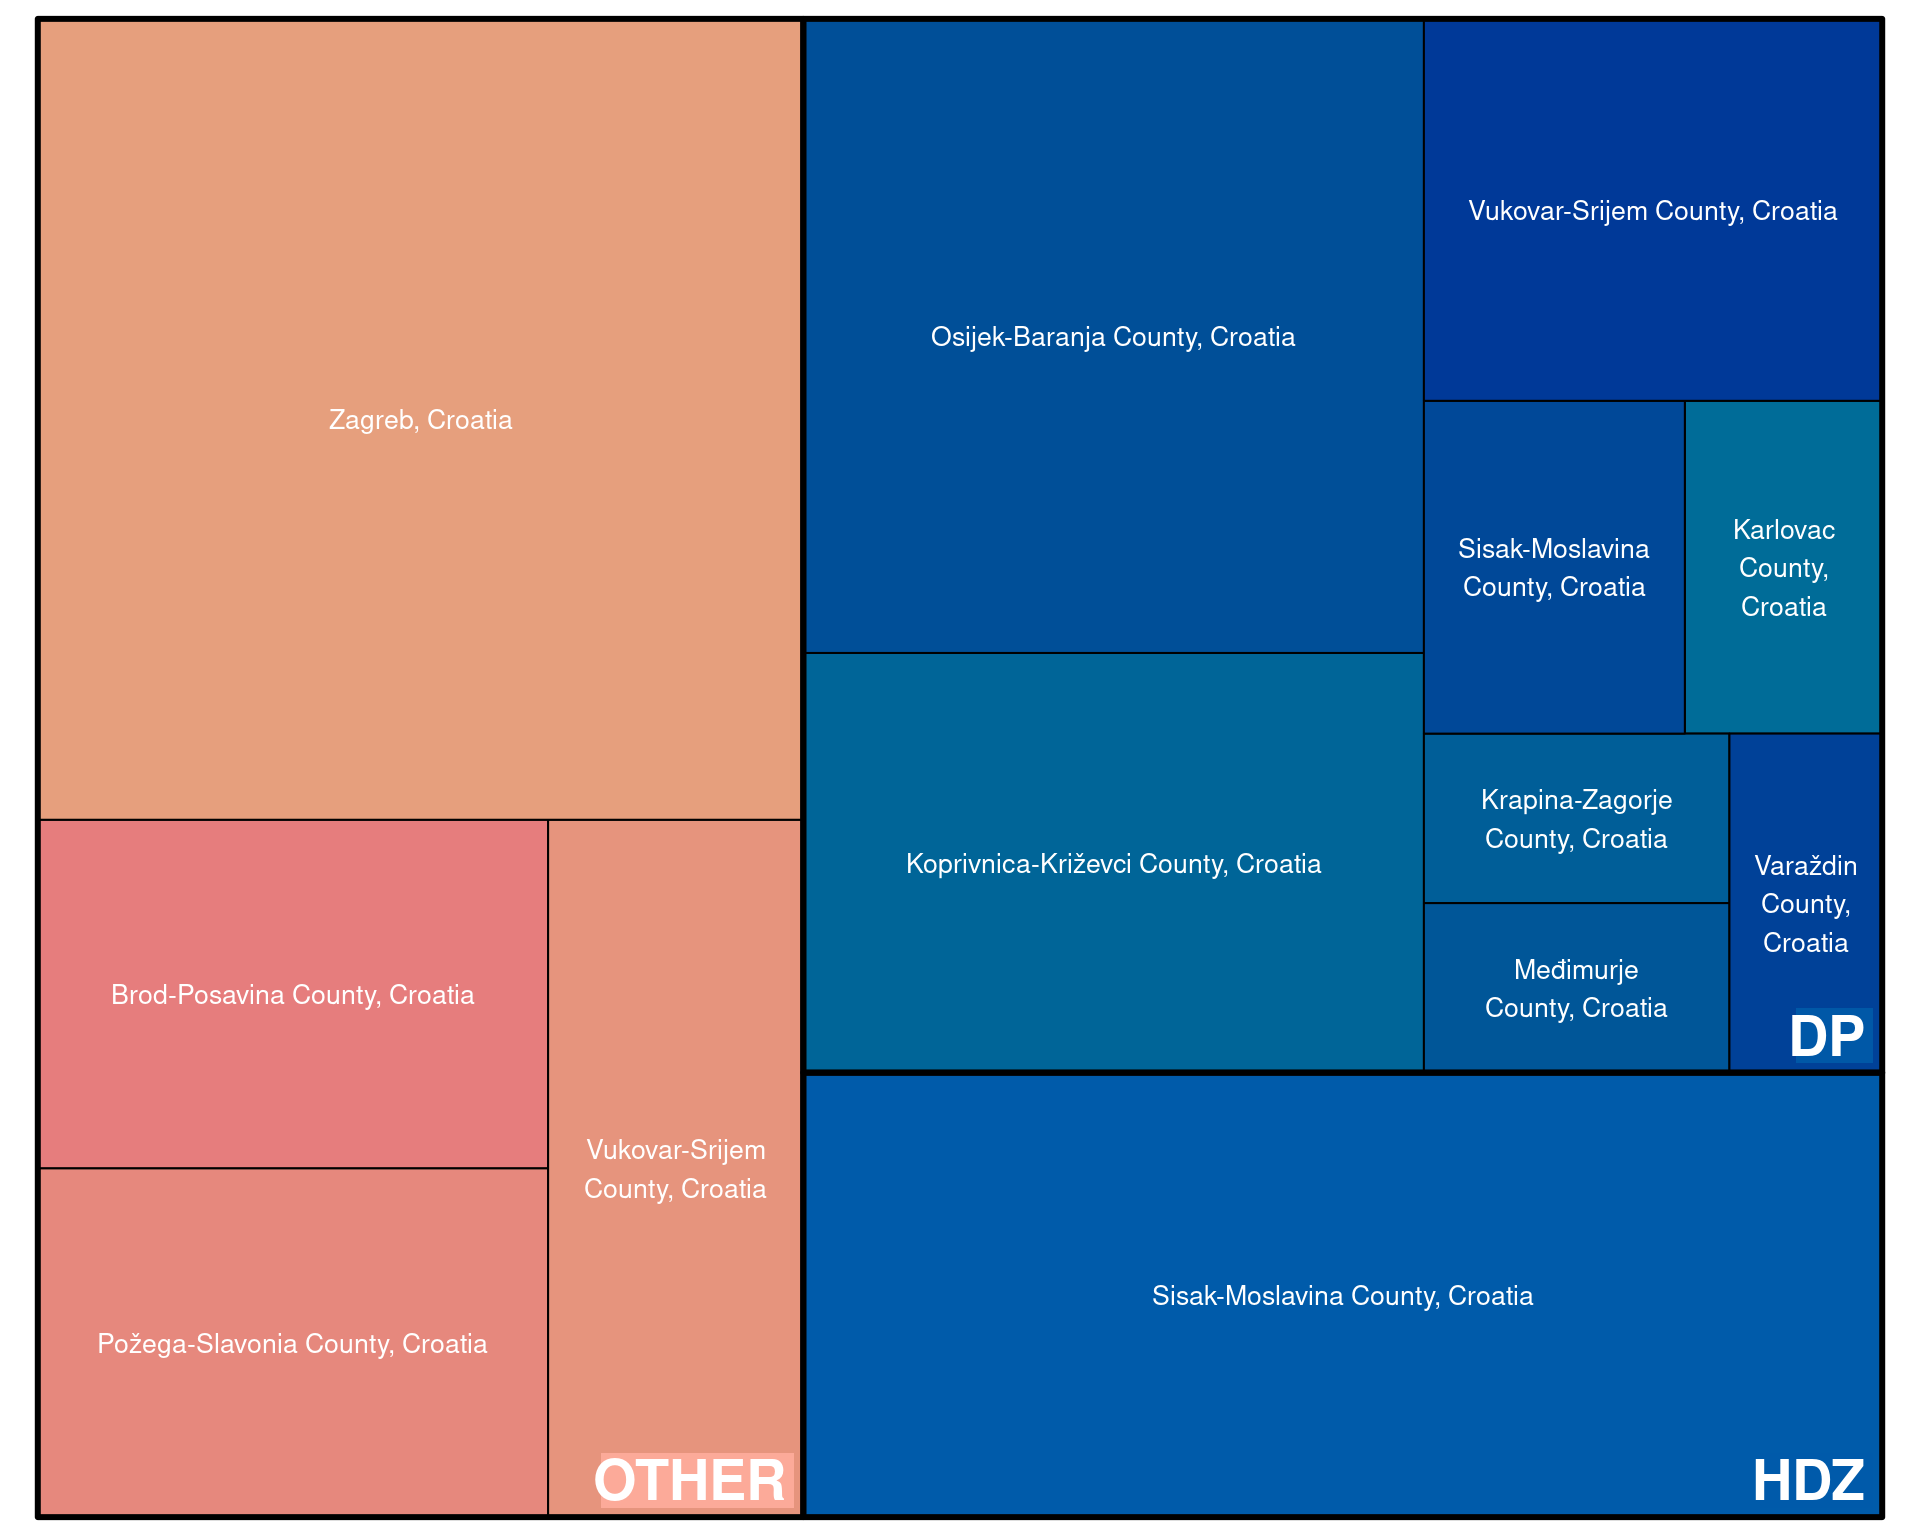 Zagreb, Croatia
Brod-Posavina County, Croatia
Požega-Slavonia County, Croatia
Vukovar-Srijem
County, Croatia
OTHER
Osijek-Baranja County, Croatia
Koprivnica-Križevci County, Croatia
Vukovar-Srijem County, Croatia
Sisak-Moslavina
County, Croatia
Karlovac
County,
Croatia
Krapina-Zagorje
County, Croatia
Međimurje
County, Croatia
Varaždin
County,
Croatia
DP
Sisak-Moslavina County, Croatia
HDZ